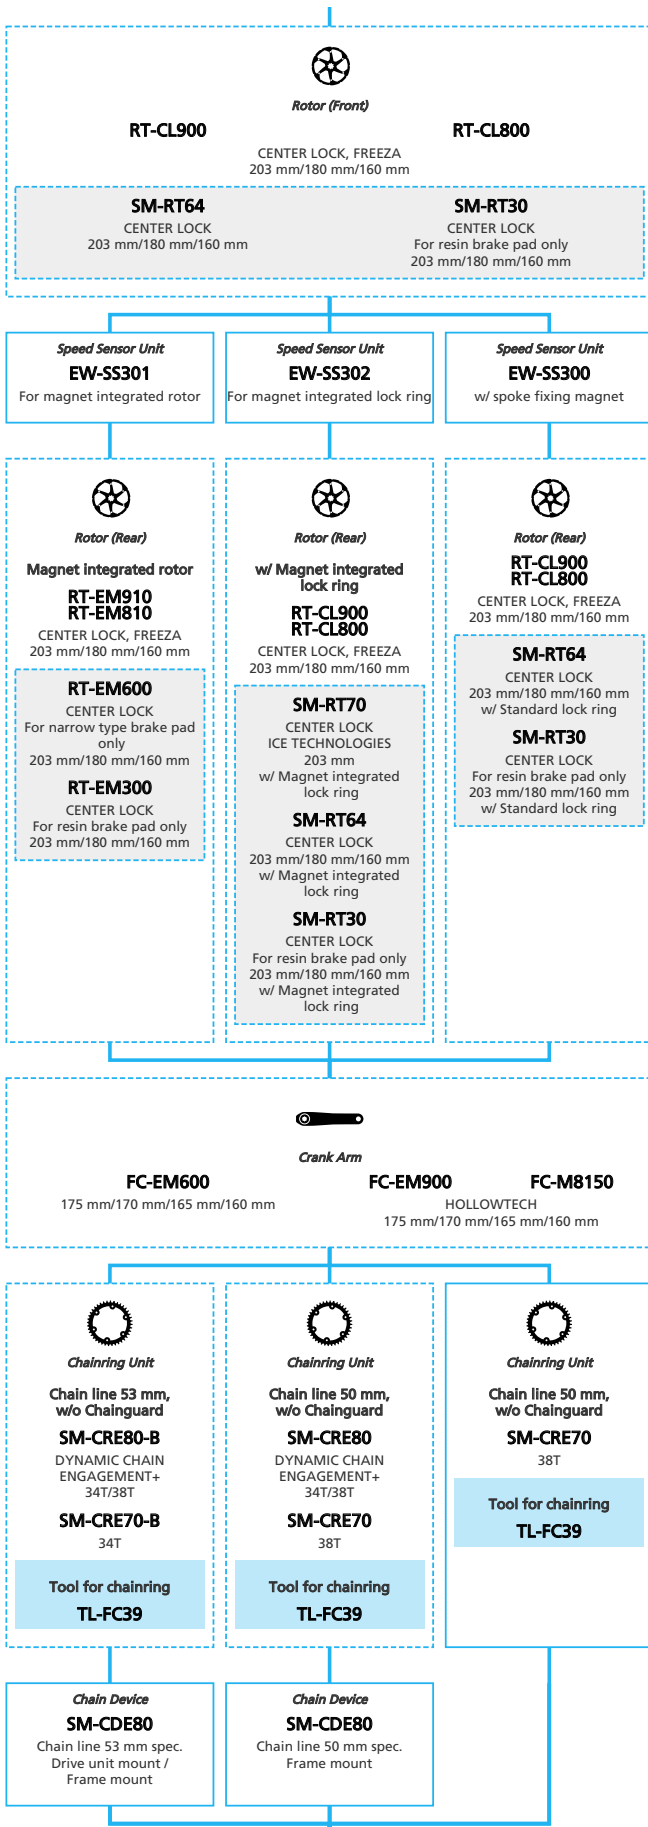 Rotor (Front)
RT-CL900
RT-CL800
CENTER LOCK, FREEZA
203 mm/180 mm/160 mm
SM-RT64
CENTER LOCK
203 mm/180 mm/160 mm
SM-RT30
CENTER LOCK
For resin brake pad only
203 mm/180 mm/160 mm
Speed Sensor Unit
EW-SS301
For magnet integrated rotor
Speed Sensor Unit
EW-SS302
For magnet integrated lock ring
Speed Sensor Unit
EW-SS300
w/ spoke fixing magnet
Rotor (Rear)
Magnet integrated rotor
RT-EM910
RT-EM810
CENTER LOCK, FREEZA
203 mm/180 mm/160 mm
RT-EM600
CENTER LOCK
For narrow type brake pad
only
203 mm/180 mm/160 mm
RT-EM300
CENTER LOCK
For resin brake pad only
203 mm/180 mm/160 mm
Rotor (Rear)
w/ Magnet integrated
lock ring
RT-CL900
RT-CL800
CENTER LOCK, FREEZA
203 mm/180 mm/160 mm
SM-RT70
CENTER LOCK
ICE TECHNOLOGIES
203 mm
w/ Magnet integrated
lock ring
SM-RT64
CENTER LOCK
203 mm/180 mm/160 mm
w/ Magnet integrated
lock ring
SM-RT30
CENTER LOCK
For resin brake pad only
203 mm/180 mm/160 mm
w/ Magnet integrated
lock ring
Rotor (Rear)
RT-CL900
RT-CL800
CENTER LOCK, FREEZA
203 mm/180 mm/160 mm
SM-RT64
CENTER LOCK
203 mm/180 mm/160 mm
w/ Standard lock ring
SM-RT30
CENTER LOCK
For resin brake pad only
203 mm/180 mm/160 mm
w/ Standard lock ring
Crank Arm
FC-EM600
175 mm/170 mm/165 mm/160 mm
FC-EM900
FC-M8150
HOLLOWTECH
175 mm/170 mm/165 mm/160 mm
Chainring Unit
Chain line 53 mm,
w/o Chainguard
SM-CRE80-B
DYNAMIC CHAIN
ENGAGEMENT+
34T/38T
SM-CRE70-B
34T
Tool for chainring
TL-FC39
Chainring Unit
Chain line 50 mm,
w/o Chainguard
SM-CRE80
DYNAMIC CHAIN
ENGAGEMENT+
34T/38T
SM-CRE70
38T
Tool for chainring
TL-FC39
Chainring Unit
Chain line 50 mm,
w/o Chainguard
SM-CRE70
38T
Tool for chainring
TL-FC39
Chain Device
SM-CDE80
Chain line 53 mm spec.
Drive unit mount /
Frame mount
Chain Device
SM-CDE80
Chain line 50 mm spec.
Frame mount